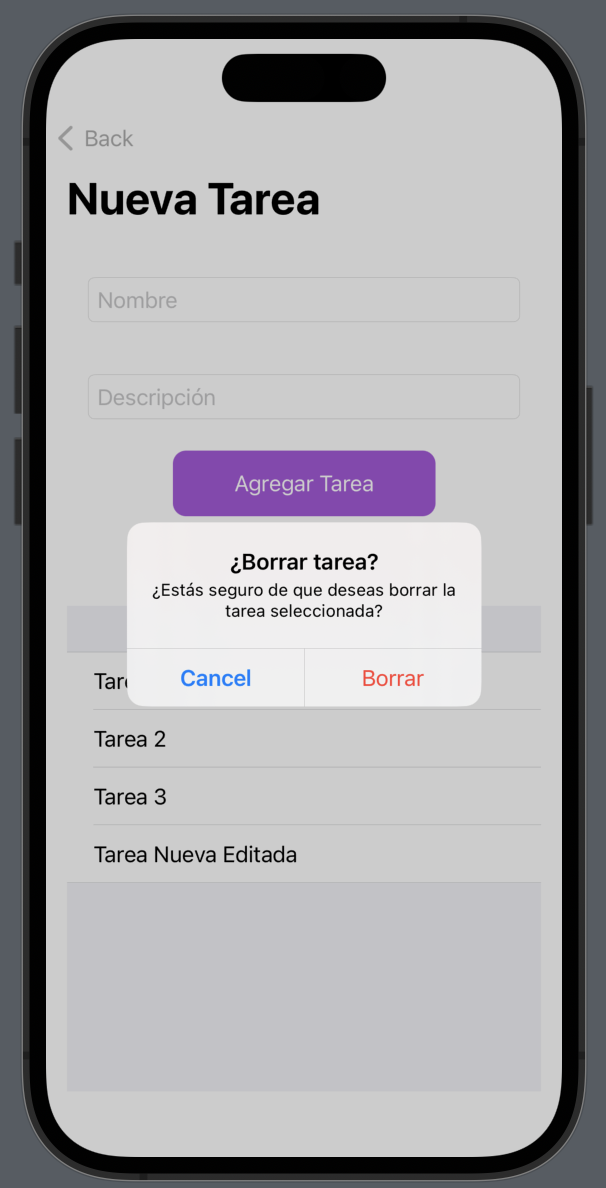 Back
Nueva Tarea
Nombre
Descripción
Agregar Tarea
¿Borrar tarea?
¿Estás seguro de que deseas borrar la
tarea seleccionada?
Cancel
Borrar
Tarea 2
Tarea 3
Tarea Nueva Editada